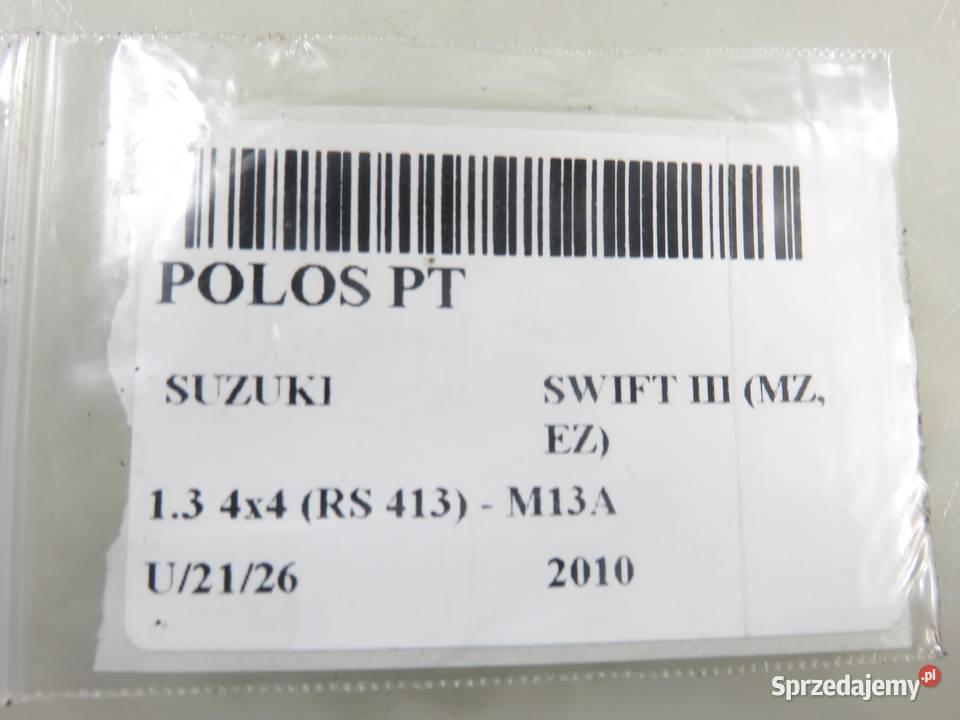 POLOS PT
SUZUKI SWIFT III (MZ,
EZ)
1.3 4x4 (RS 413) - M13A
U/21/26 2010
Sprzedajemy.pl